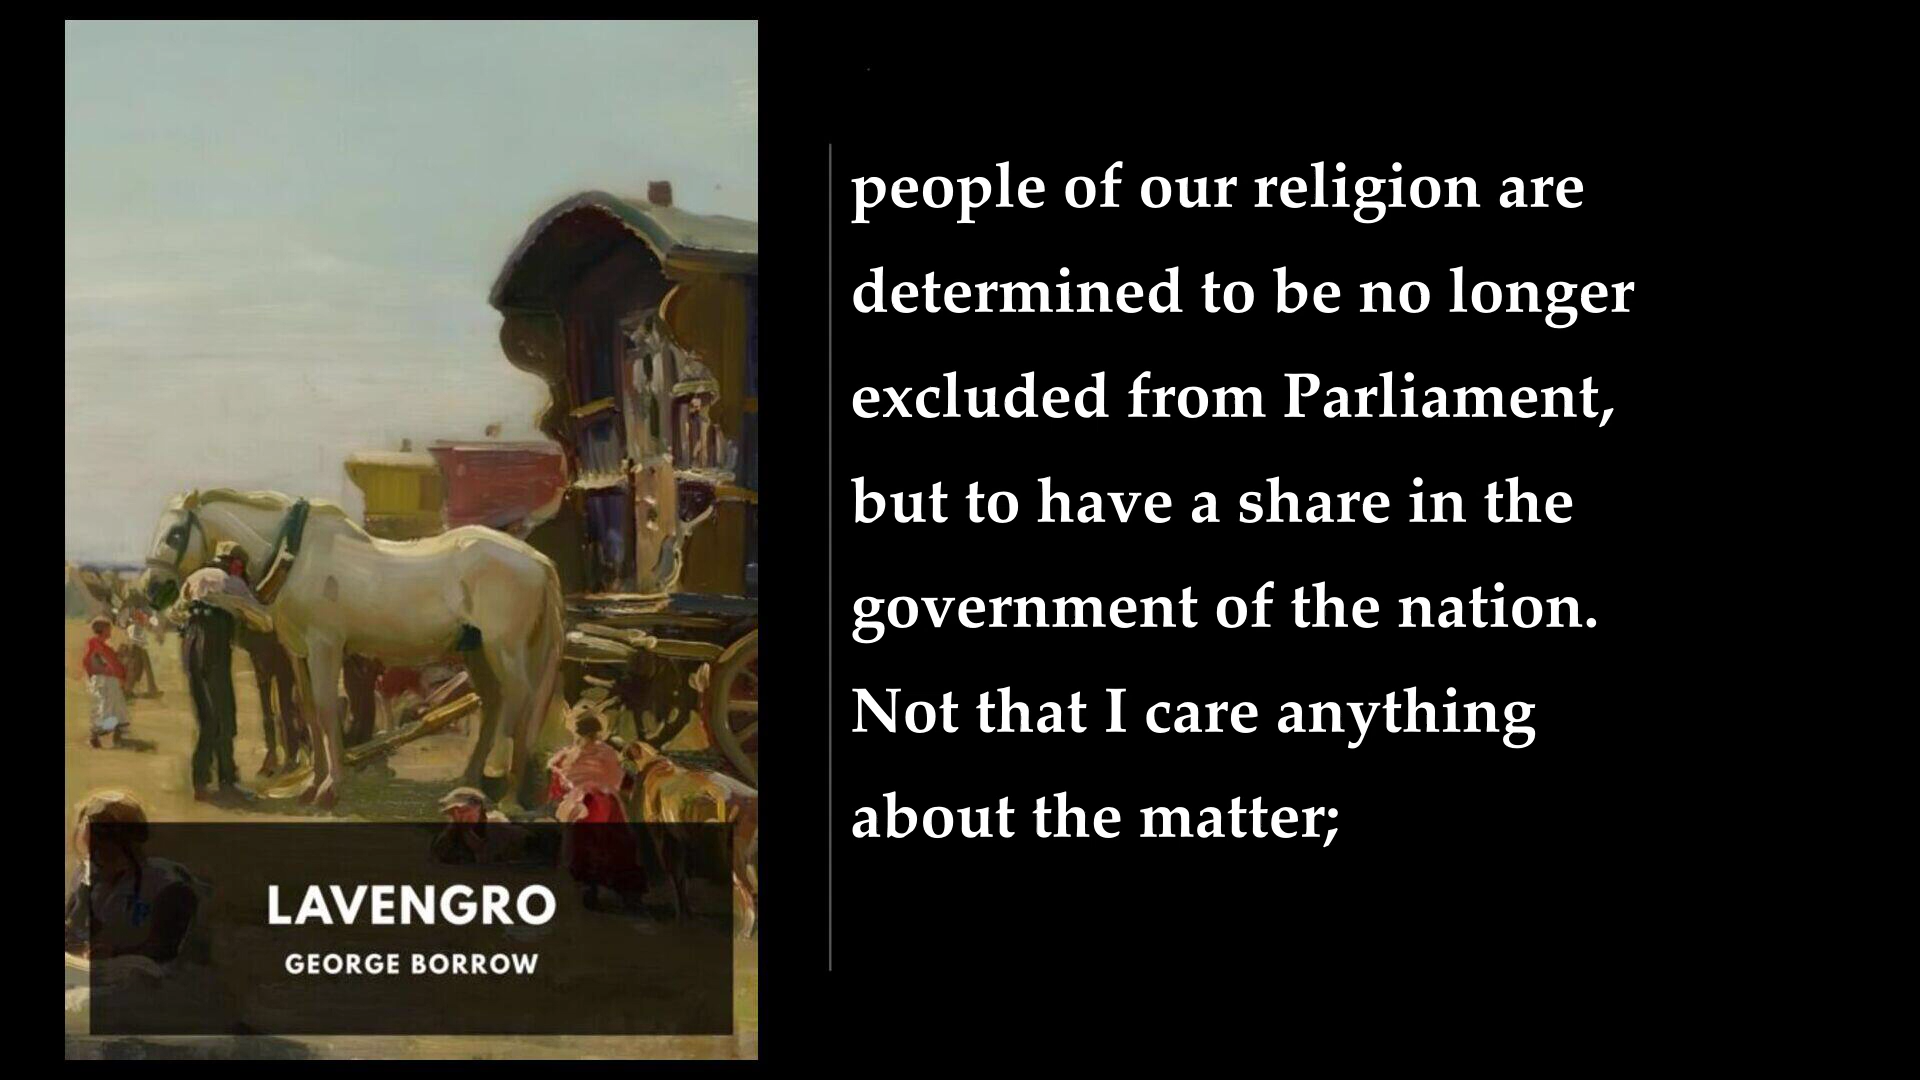 people of our religion are
determined to be no longer
excluded from Parliament,
but to have a share in the
government of the nation.
Not that I care anything
about the matter;
LAVENGRO
GEORGE BORROW